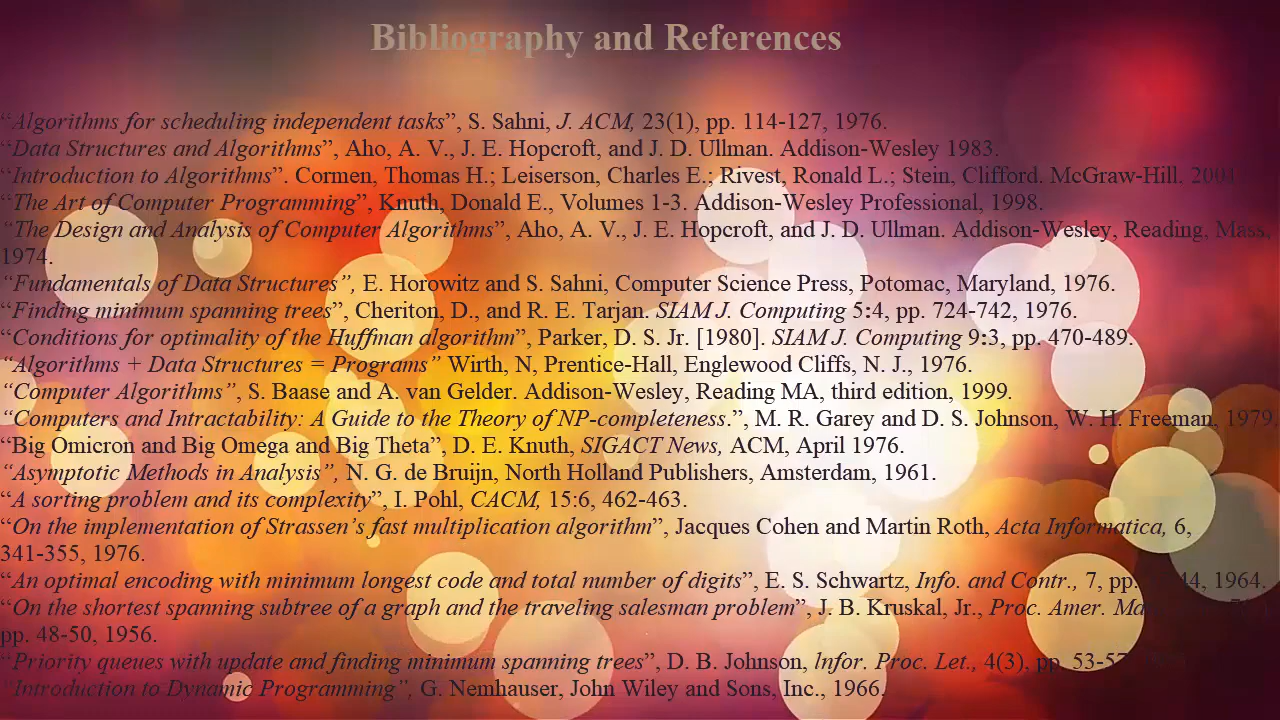 Bibliography and References
“Algorithms for scheduling independent tasks”, S. Sahni, J. ACM, 23(1), pp. 114-127, 1976.
“Data Structures and Algorithms”, Aho, A. V., J. E. Hopcroft, and J. D. Ullman. Addison-Wesley 1983.
“Introduction to Algorithms”. Cormen, Thomas H.; Leiserson, Charles E.; Rivest, Ronald L.; Stein, Clifford. McGraw-Hill. 2001.
“The Art of Computer Programming”, Knuth, Donald E., Volumes 1-3. Addison-Wesley Professional, 1998.
“The Design and Analysis of Computer Algorithms”, Aho, A. V., J. E. Hopcroft, and J. D. Ullman. Addison-Wesley, Reading, Mass,
1974.
“Fundamentals of Data Structures”, E. Horowitz and S. Sahni, Computer Science Press, Potomac, Maryland, 1976.
“Finding minimum spanning trees”, Cheriton, D., and R. E. Tarjan. SIAM J. Computing 5:4, pp. 724-742, 1976.
“Conditions for optimality of the Huffman algorithm”, Parker, D. S. Jr. [1980]. SIAM J. Computing 9:3, pp. 470-489.
“Algorithms + Data Structures = Programs” Wirth, N, Prentice-Hall, Englewood Cliffs, N. J., 1976.
“Computer Algorithms”, S. Baase and A. van Gelder. Addison-Wesley, Reading MA, third edition, 1999.
“Computers and Intractability: A Guide to the Theory of NP-completeness.”, M. R. Garey and D. S. Johnson, W. H. Freeman, 1979,
“Big Omicron and Big Omega and Big Theta”, D. E. Knuth, SIGACT News, ACM, April 1976.
“Asymptotic Methods in Analysis”, N. G. de Bruijn, North Holland Publishers, Amsterdam, 1961.
“A sorting problem and its complexity”, I. Pohl, CACM, 15:6, 462-463.
“On the implementation of Strassen’s fast multiplication algorithm”, Jacques Cohen and Martin Roth, Acta Informatica, 6,
341-355, 1976.
“An optimal encoding with minimum longest code and total number of digits”, E. S. Schwartz, Info. and Contr., 7, pp. 1964.
“On the shortest spanning subtree of a graph and the traveling salesman problem”, J. B. Kruskal, Jr., Proc. Amer.
pp. 48-50, 1956.
“Priority queues with update and finding minimum spanning trees”, D. B. Johnson, lnfor. Proc. Let., 4(3), pp. 53-57
“Introduction to Dynamic Programming”, G. Nemhauser, John Wiley and Sons, Inc., 1966.